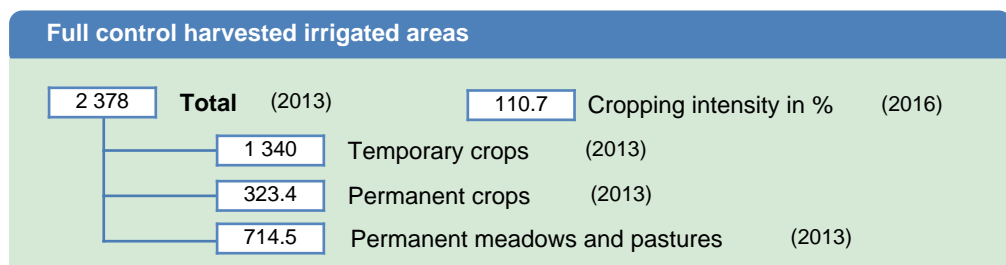 Full control harvested irrigated areas
2 378 Total (2013) 110.7 Cropping intensity in % (2016)
1 340 Temporary crops (2013)
323.4 Permanent crops (2013)
714.5 Permanent meadows and pastures (2013)